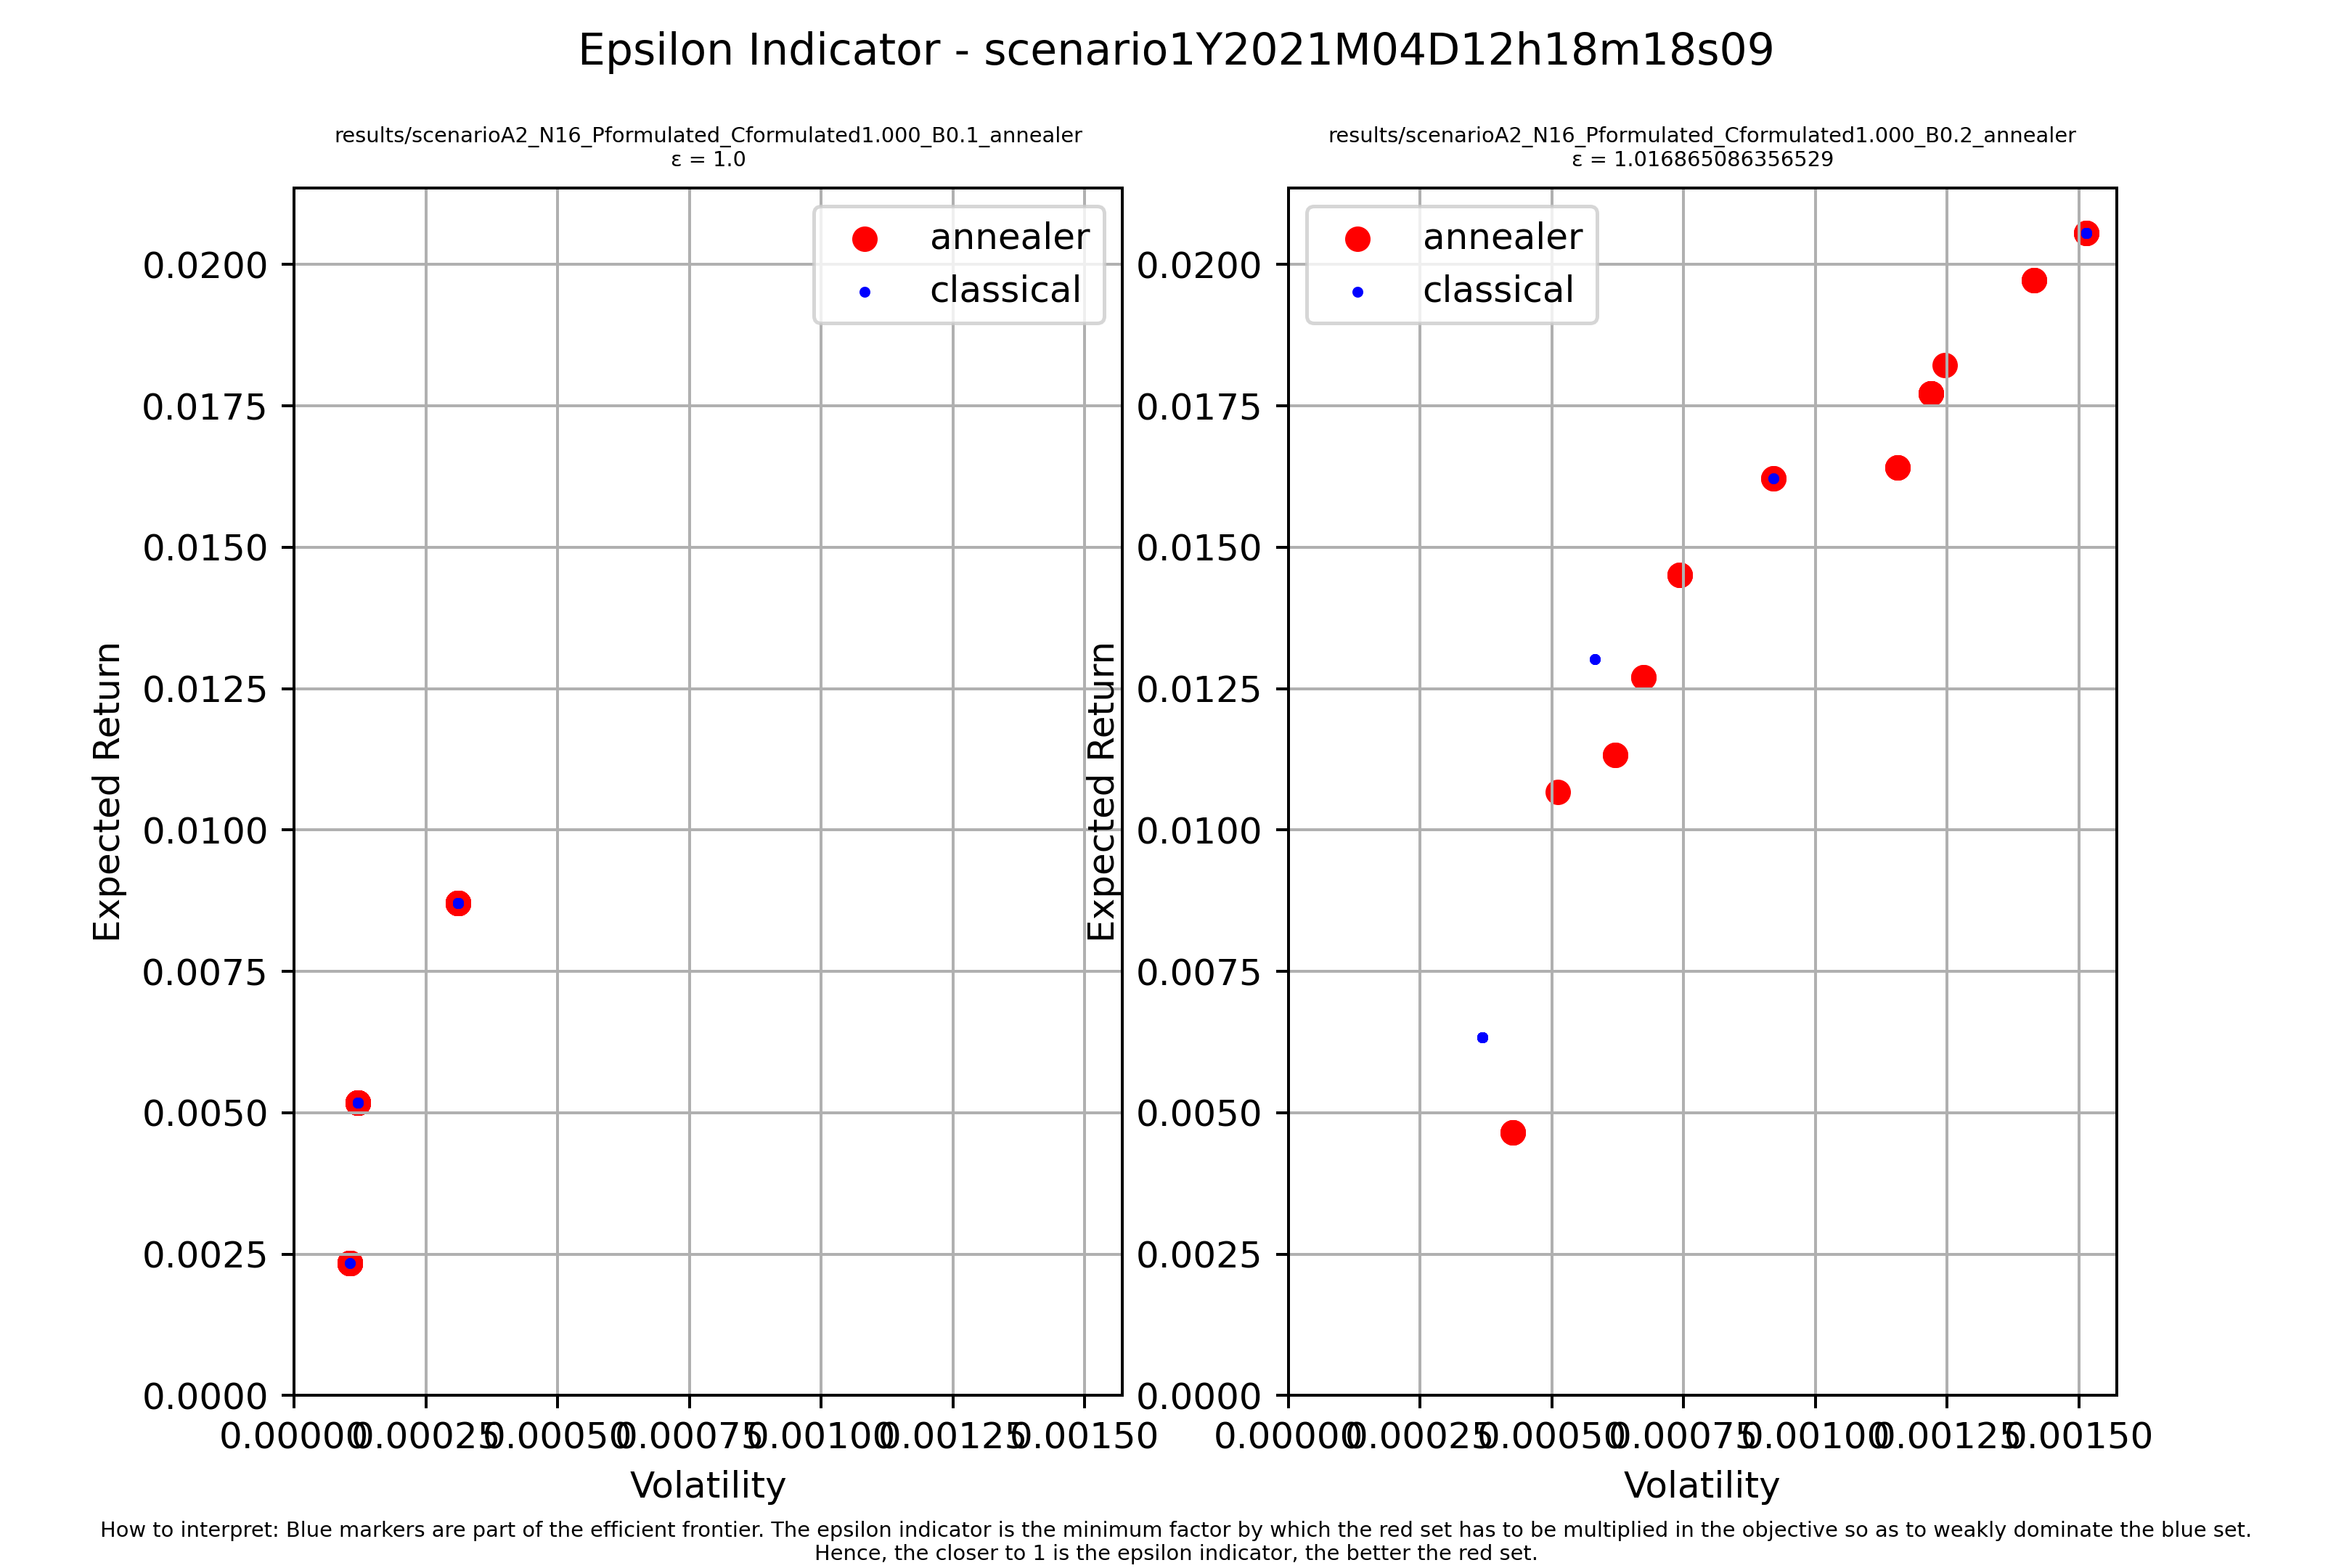 Epsilon Indicator - scenario1Y2021M04D12h18m18s09
results/scenarioA2_N16_Pformulated_Cformulated1.000_B0.1_annealer
ε = 1.0
annealer
classical
0.0200
0.0175
0.0150
0.0125
0.0100
0.0075
0.0050
0.0025
0.0000
Expected Return
0.00000 0.00025 0.00050 0.00075 0.00100 0.00125 0.00150
Volatility
results/scenarioA2_N16_Pformulated_Cformulated1.000_B0.2_annealer
ε = 1.016865086356529
annealer
classical
0.0200
0.0175
0.0150
0.0125
0.0100
0.0075
0.0050
0.0025
0.0000
Expected Return
0.00000 0.00025 0.00050 0.00075 0.00100 0.00125 0.00150
Volatility
How to interpret: Blue markers are part of the efficient frontier. The epsilon indicator is the minimum factor by which the red set has to be multiplied in the objective so as to weakly dominate the blue set.
Hence, the closer to 1 is the epsilon indicator, the better the red set.